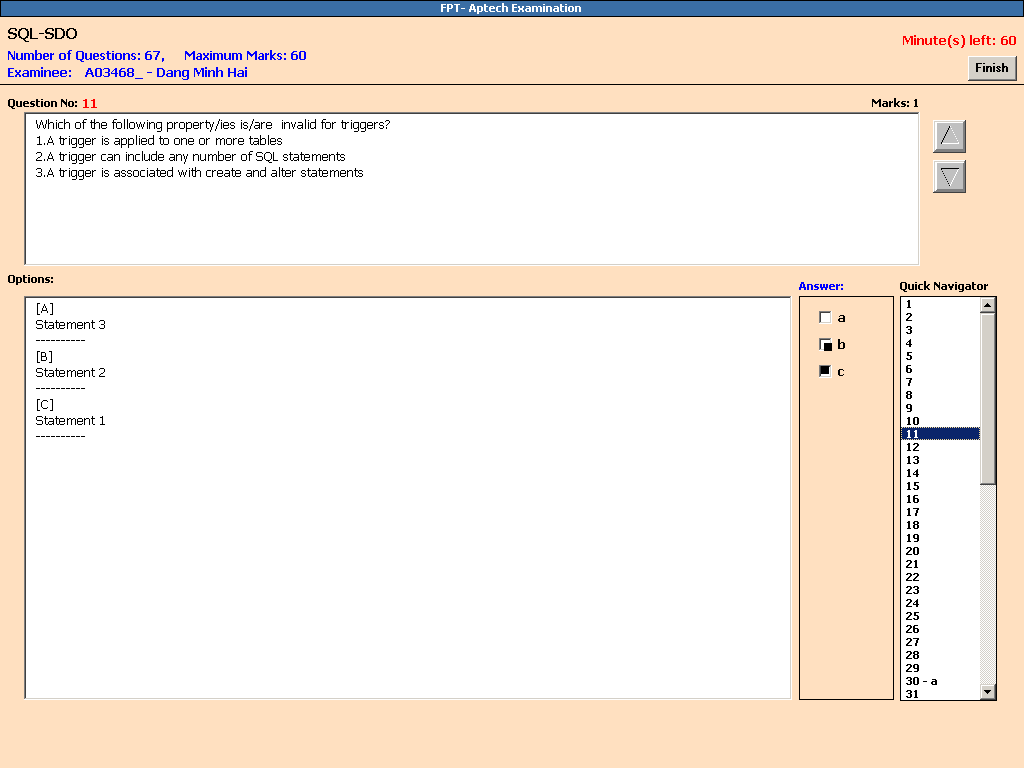 FPT- Aptech Examination
SQL-SDO
Number of Questions: 67, Maximum Marks: 60
Minute(s) left: 60
Examinee: A03468_ - Dang Minh Hai
Finish
Question No: 11
Marks: 1
Which of the following property/ies is/are invalid for triggers?
1.A trigger is applied to one or more tables
2.A trigger can include any number of SQL statements
3.A trigger is associated with create and alter statements
Options:
[A]
Statement 3
----------
[B]
Statement 2
----------
[C]
Statement 1
----------
Answer:
a
b
c
Quick Navigator
1
2
3
4
5
6
7
8
9
10
11
12
13
14
15
16
17
18
19
20
21
22
23
24
25
26
27
28
29
30 - a
31